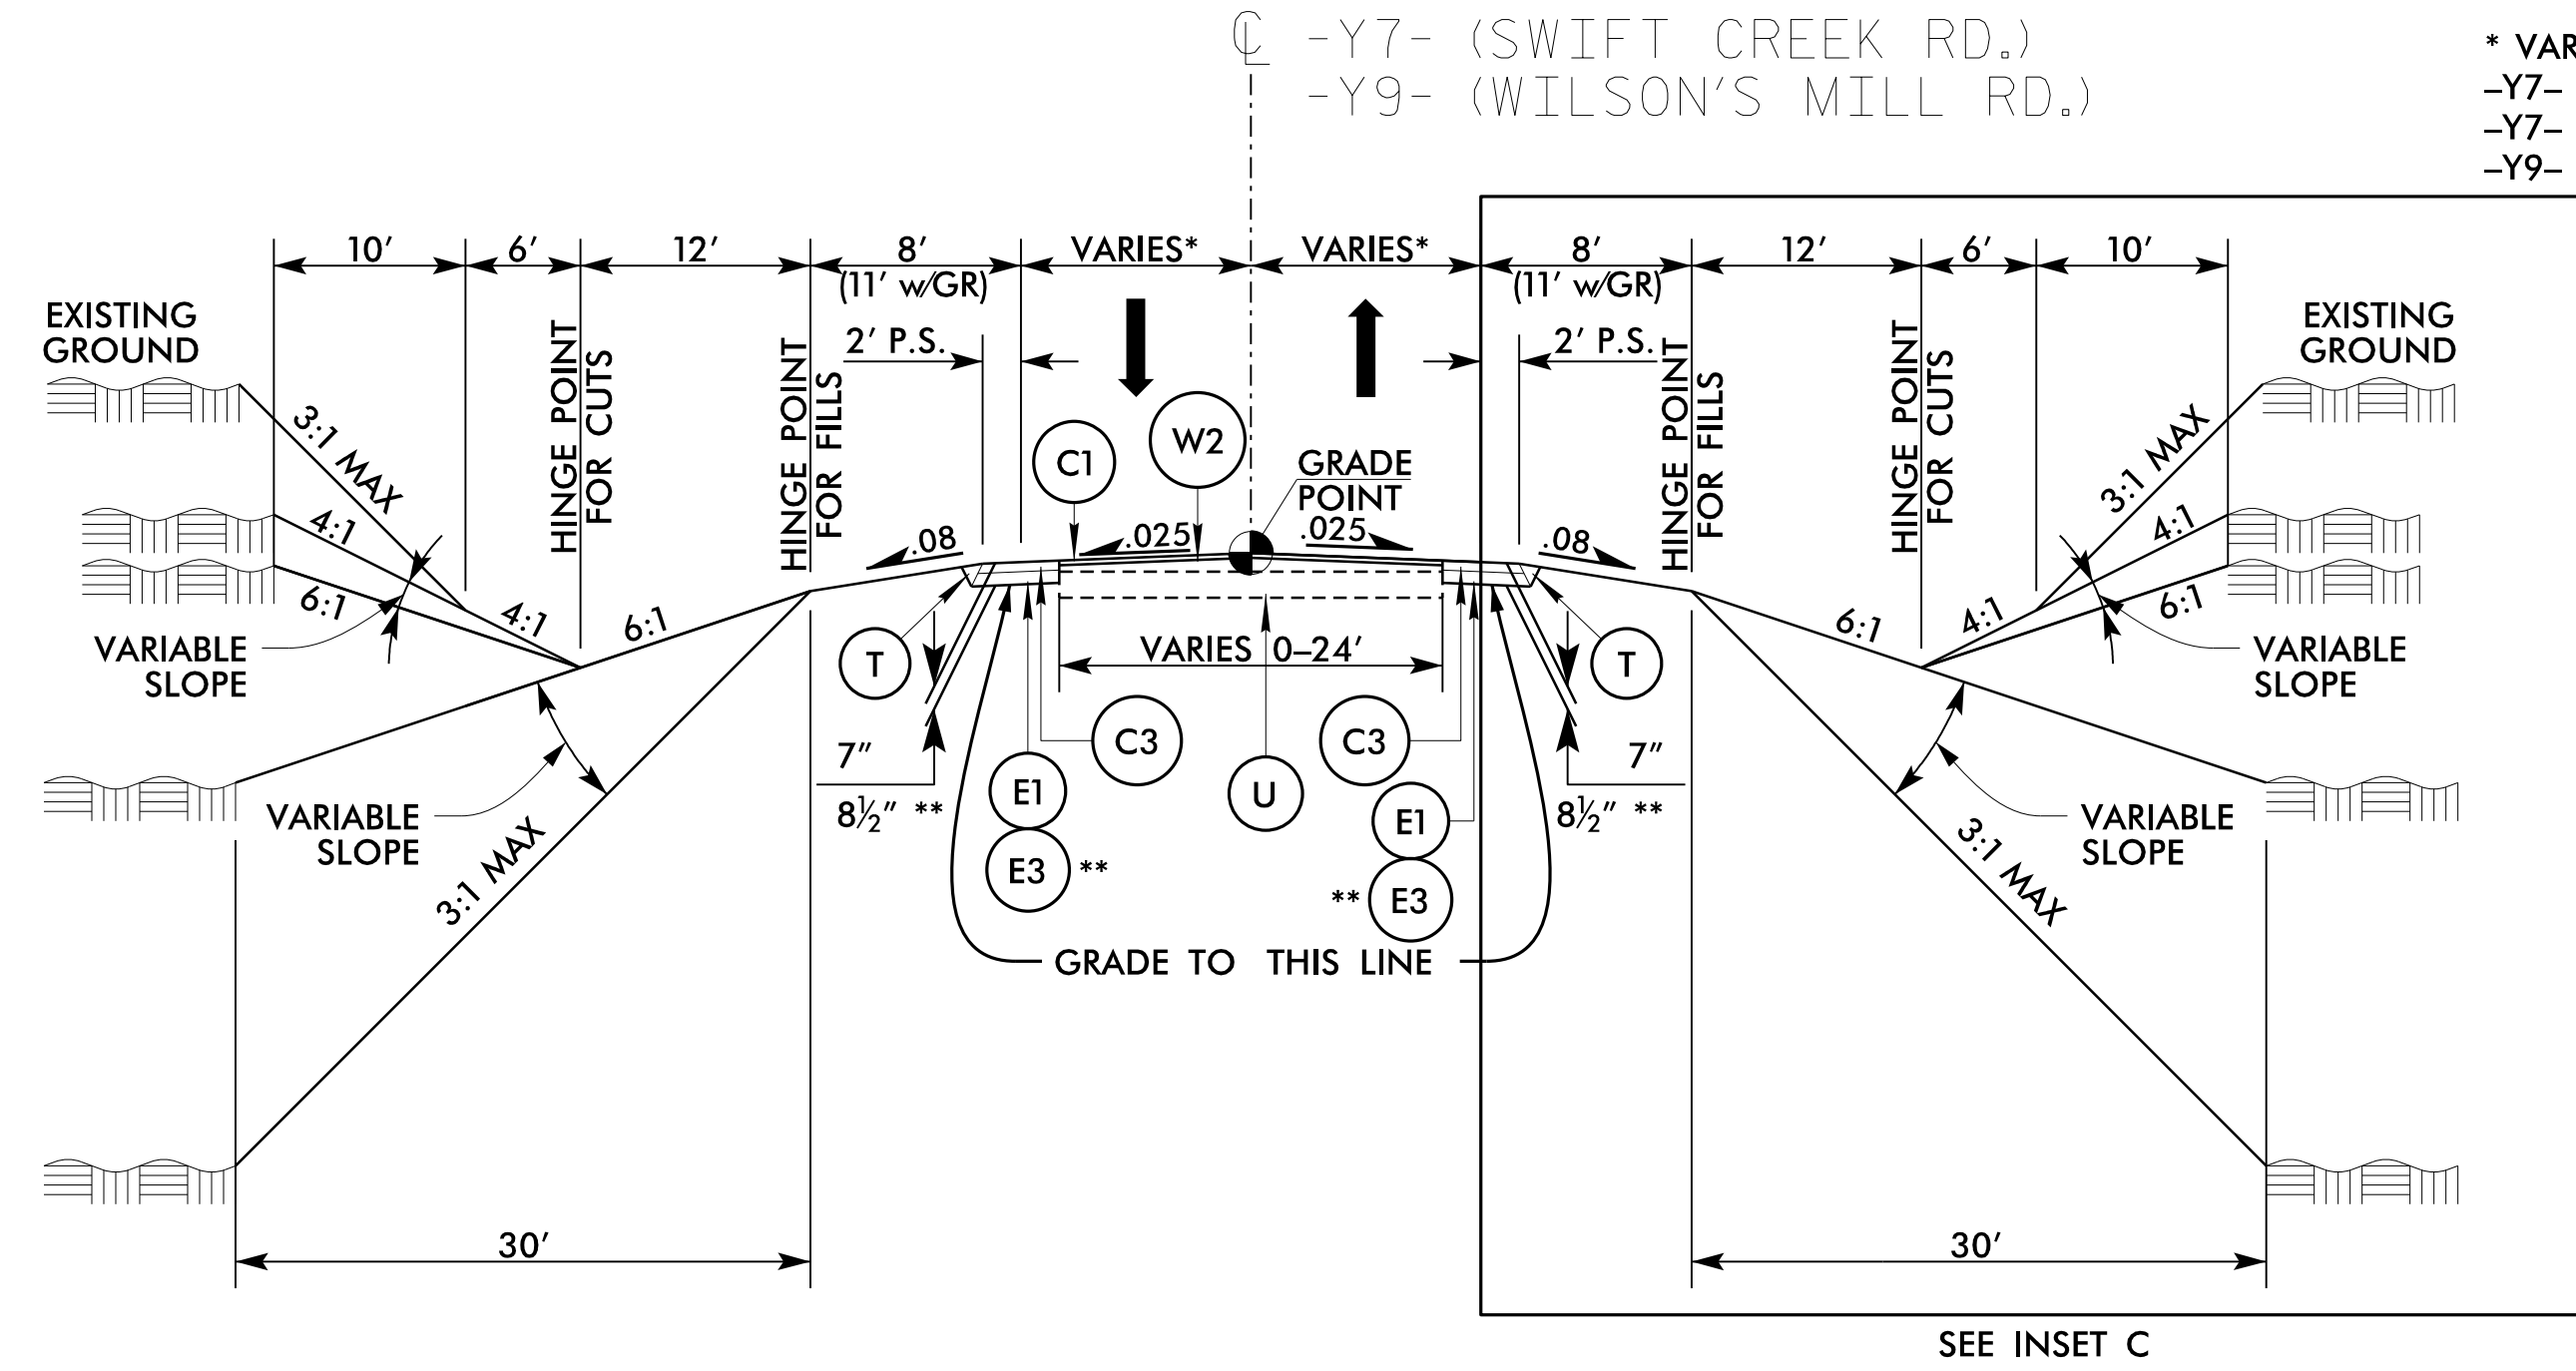 ℄ -Y7- (SWIFT CREEK RD.)
-Y9- (WILSON'S MILL RD.)
* VAR
-Y7-
-Y7-
-Y9-
10' 6' 12' 8' VARIES* VARIES* 8' 12' 6' 10'
(11' w/GR) (11' w/GR)
2' P.S. 2' P.S.
EXISTING
GROUND
EXISTING
GROUND
HINGE POINT
FOR CUTS
HINGE POINT
FOR FILLS
HINGE POINT
FOR FILLS
HINGE POINT
FOR CUTS
3:1 MAX
4:1
6:1
4:1
6:1
VARIABLE
SLOPE
C1
W2
GRADE
POINT
.08 .025 .025 .08
3:1 MAX
4:1
6:1
4:1
6:1
VARIABLE
SLOPE
VARIES 0–24'
T
T
C3
C3
7"
8½" **
7"
8½" **
E1
E3 **
U
E1
** E3
VARIABLE
SLOPE
VARIABLE
SLOPE
3:1 MAX
3:1 MAX
GRADE TO THIS LINE
30' 30'
SEE INSET C